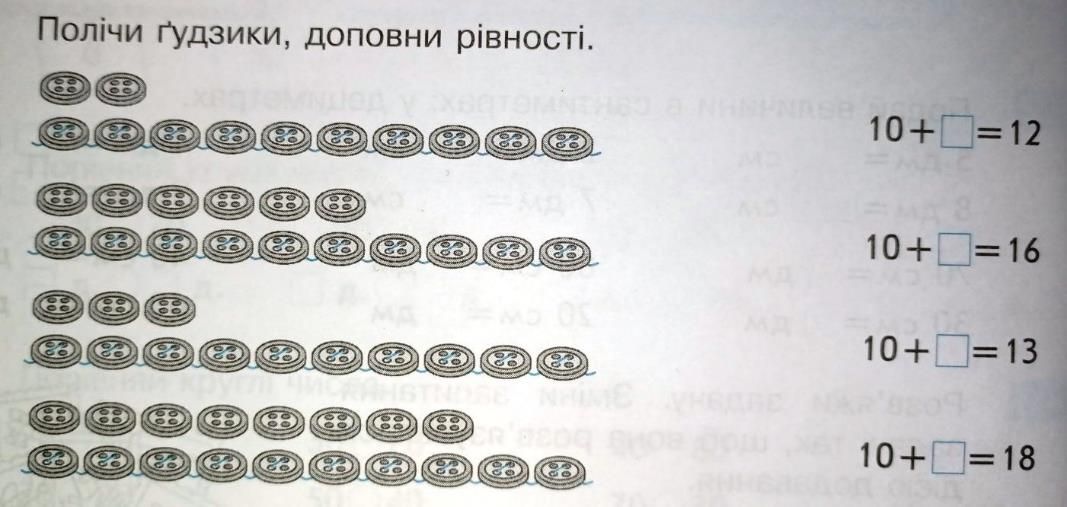 Полічи ґудзики, доповни рівності.
10+□=12
10+□=16
10+□=13
10+□=18